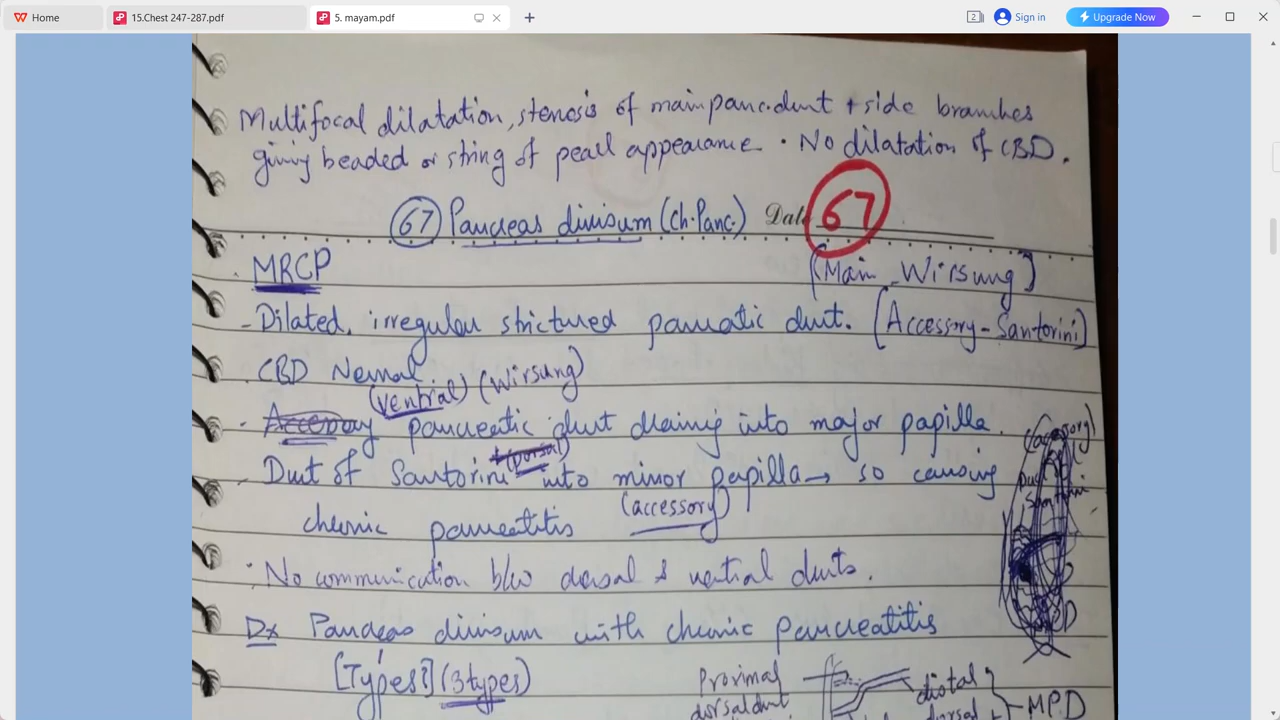 Home
15.Chest 247-287.pdf
5. mayam.pdf
2
Sign in
Upgrade Now
Multifocal dilatation, stenosis of main panc.duct + side branches
giving beaded or string of pearl appearance. No dilatation of CBD.
67 Pancreas divisum (Ch.Panc.) Date 67
MRCP [Main - Wirsung]
- Dilated, irregular strictured pancreatic duct. [Accessory - Santorini]
CBD Normal
(ventral) (Wirsung)
pancreatic duct draining into major papilla.
(dorsal)
Duct of Santorini into minor papilla → so causing
chronic pancreatitis (accessory)
No communication b/w dorsal & ventral ducts.
Dx Pancreas divisum with chronic pancreatitis
[Types?] (3 types)
Proximal dorsal duct
distal dorsal
MPD
(accessory)